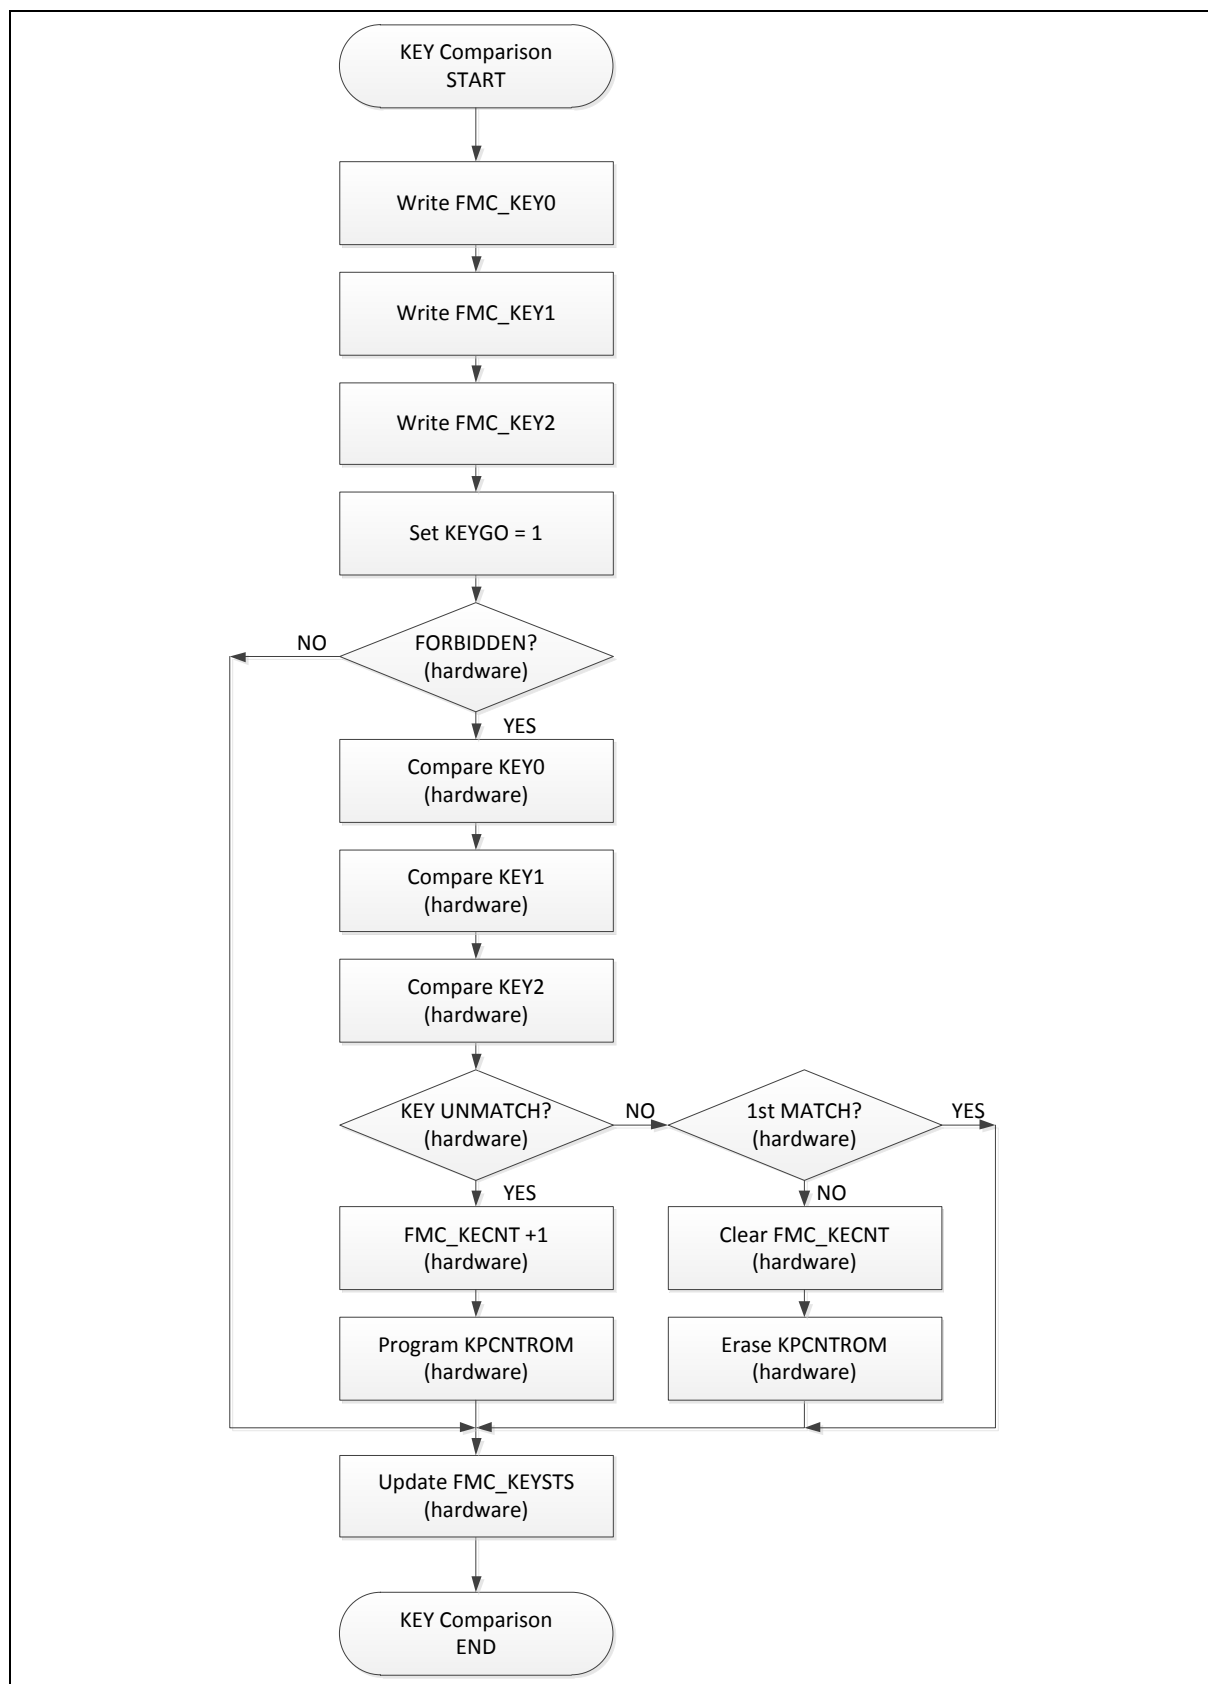 KEY Comparison
START
Write FMC_KEY0
Write FMC_KEY1
Write FMC_KEY2
Set KEYGO = 1
NO
FORBIDDEN?
(hardware)
YES
Compare KEY0
(hardware)
Compare KEY1
(hardware)
Compare KEY2
(hardware)
KEY UNMATCH?
(hardware)
NO
1st MATCH?
(hardware)
YES
YES
NO
FMC_KECNT +1
(hardware)
Clear FMC_KECNT
(hardware)
Program KPCNTROM
(hardware)
Erase KPCNTROM
(hardware)
Update FMC_KEYSTS
(hardware)
KEY Comparison
END